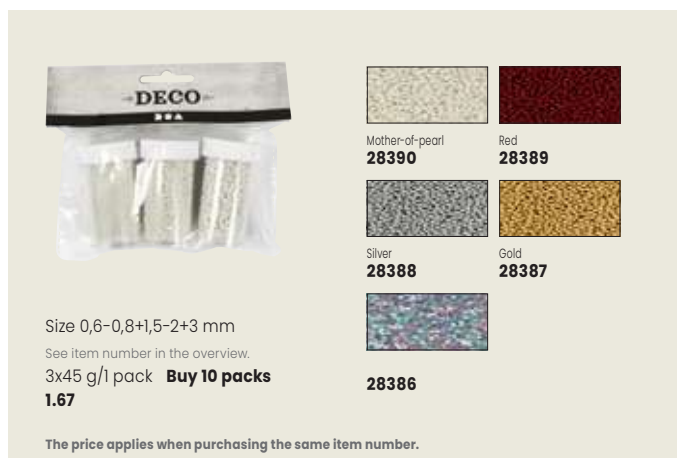 DECO
Mother-of-pearl
28390
Red
28389
Silver
28388
Gold
28387
28386
Size 0,6-0,8+1,5-2+3 mm
See item number in the overview.
3x45 g/1 pack Buy 10 packs
1.67
The price applies when purchasing the same item number.